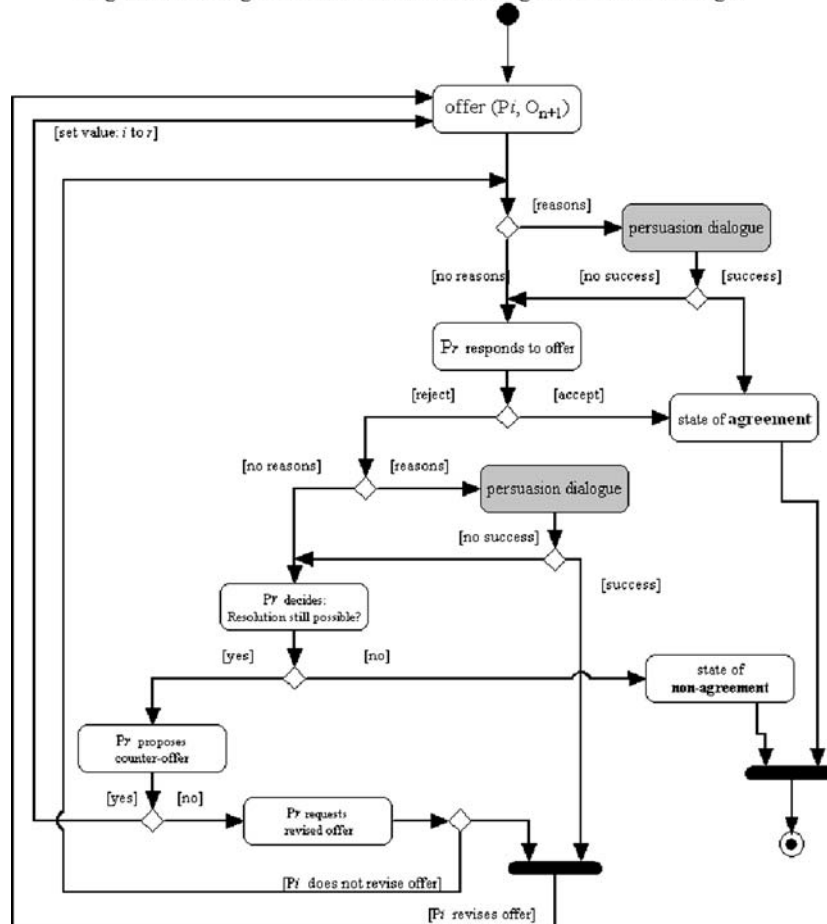 offer (Pi, On+1)
[set value: i to r]
[reasons]
persuasion dialogue
[no reasons]
[no success]
[success]
Pr responds to offer
[reject]
[accept]
state of agreement
[no reasons]
[reasons]
persuasion dialogue
[no success]
[success]
Pr decides:
Resolution still possible?
[yes]
[no]
state of
non-agreement
Pr proposes
counter-offer
[yes]
[no]
Pr requests
revised offer
[Pi does not revise offer]
[Pi revises offer]